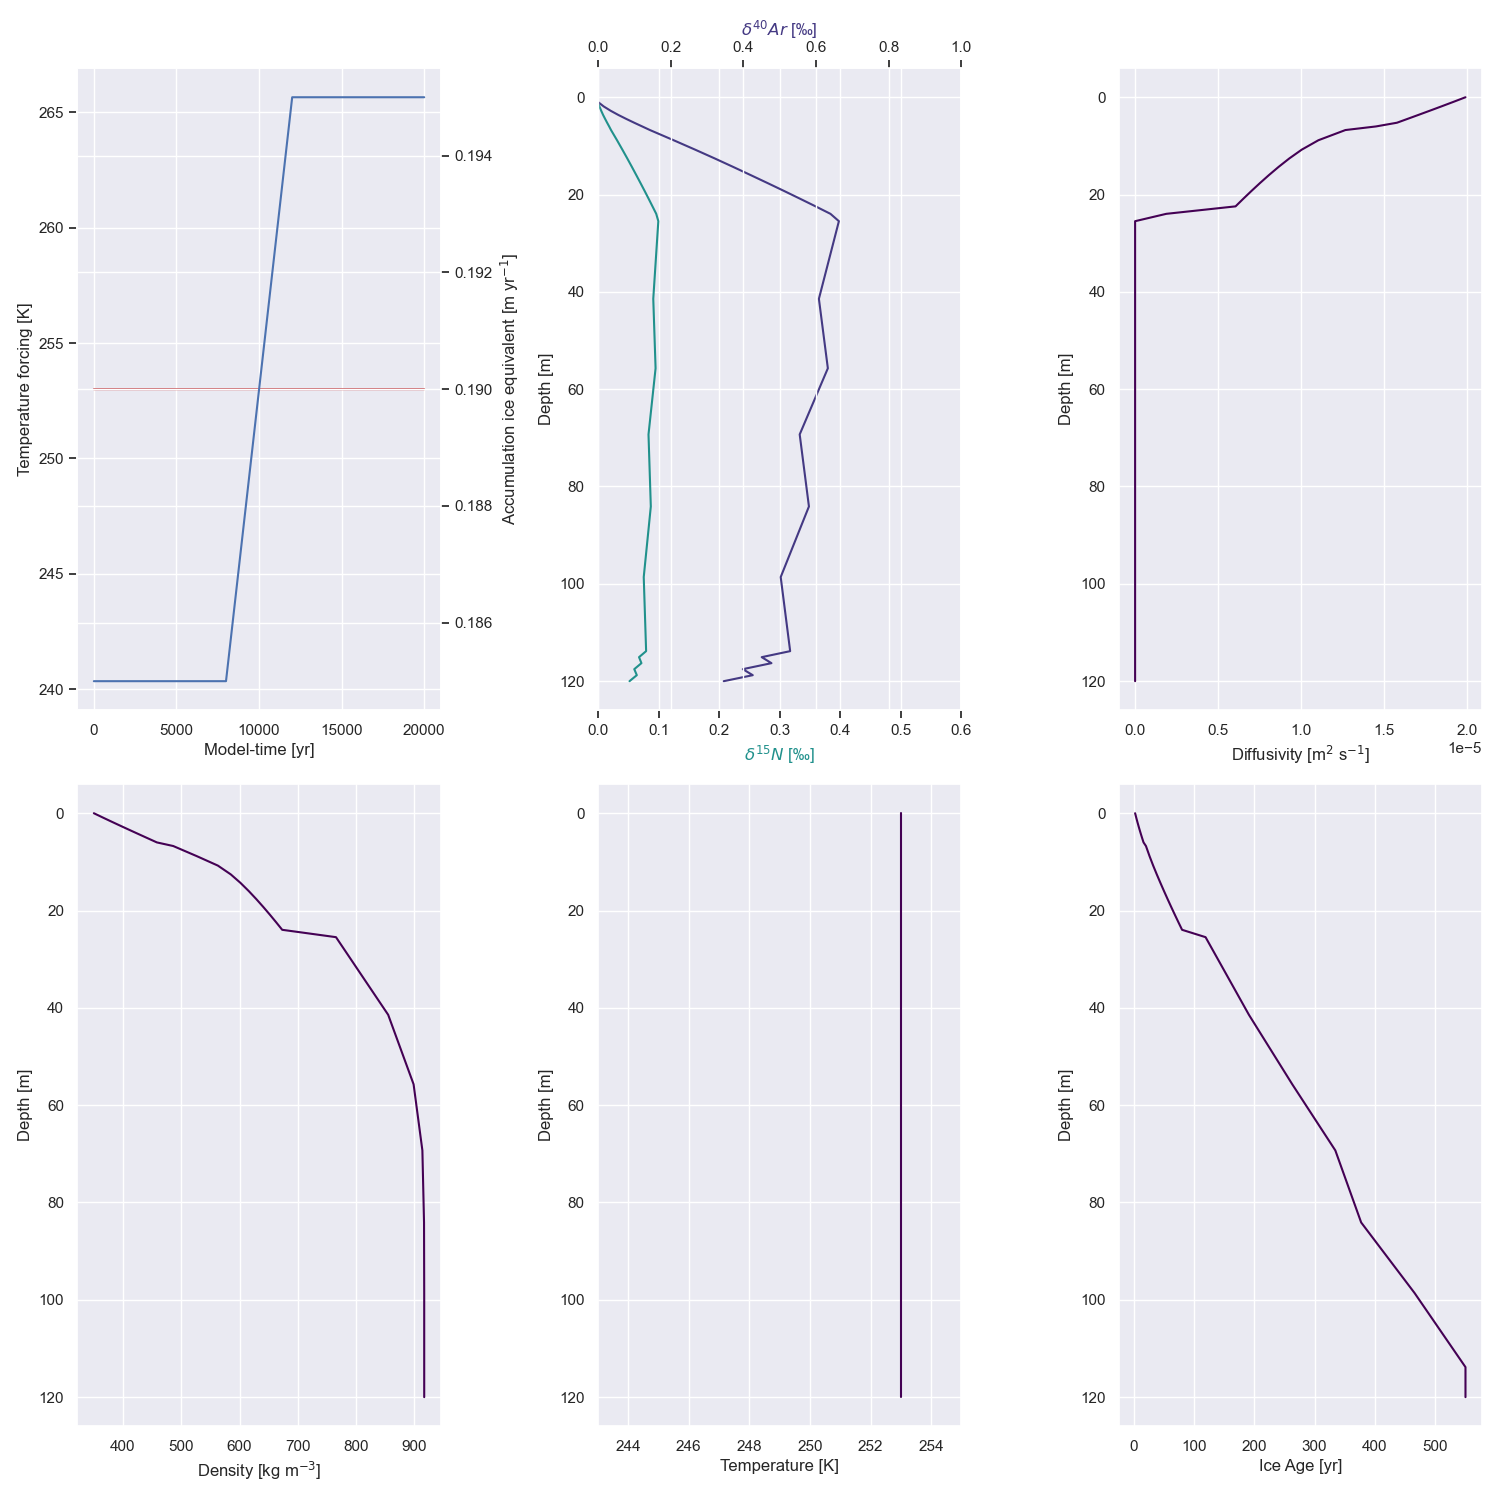 δ⁴⁰Ar [‰]
0.0 0.2 0.4 0.6 0.8 1.0
265
260
255
250
245
240
Temperature forcing [K]
0 5000 10000 15000 20000
Model-time [yr]
0.194
0.192
0.190
0.188
0.186
Accumulation ice equivalent [m yr⁻¹]
0
20
40
60
80
100
120
Depth [m]
0.0 0.1 0.2 0.3 0.4 0.5 0.6
δ¹⁵N [‰]
0
20
40
60
80
100
120
Depth [m]
0.0 0.5 1.0 1.5 2.0
1e−5
Diffusivity [m² s⁻¹]
0
20
40
60
80
100
120
Depth [m]
400 500 600 700 800 900
Density [kg m⁻³]
0
20
40
60
80
100
120
Depth [m]
244 246 248 250 252 254
Temperature [K]
0
20
40
60
80
100
120
Depth [m]
0 100 200 300 400 500
Ice Age [yr]